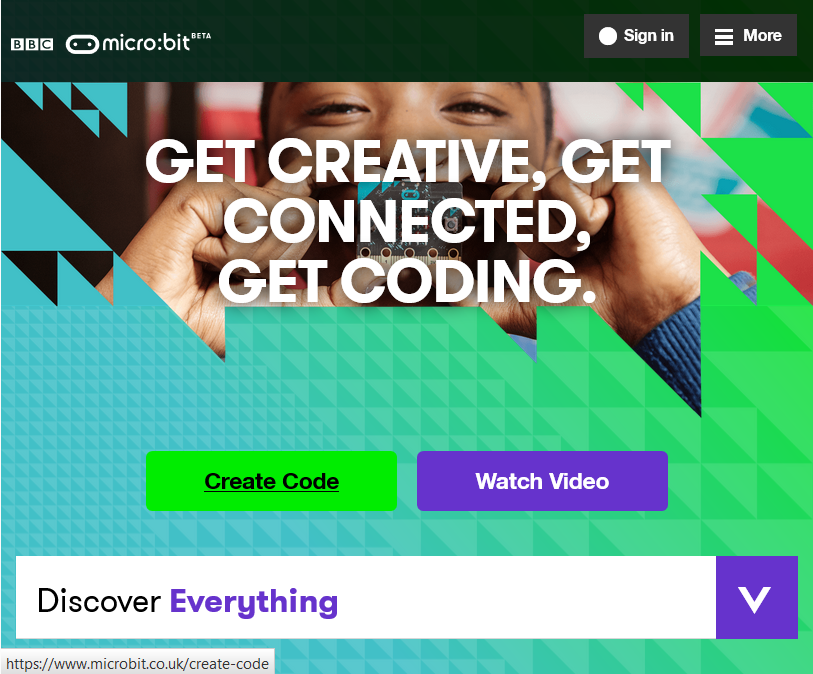 BBC micro:bit BETA
Sign in
More
GET CREATIVE, GET
CONNECTED,
GET CODING.
Create Code
Watch Video
Discover Everything
https://www.microbit.co.uk/create-code